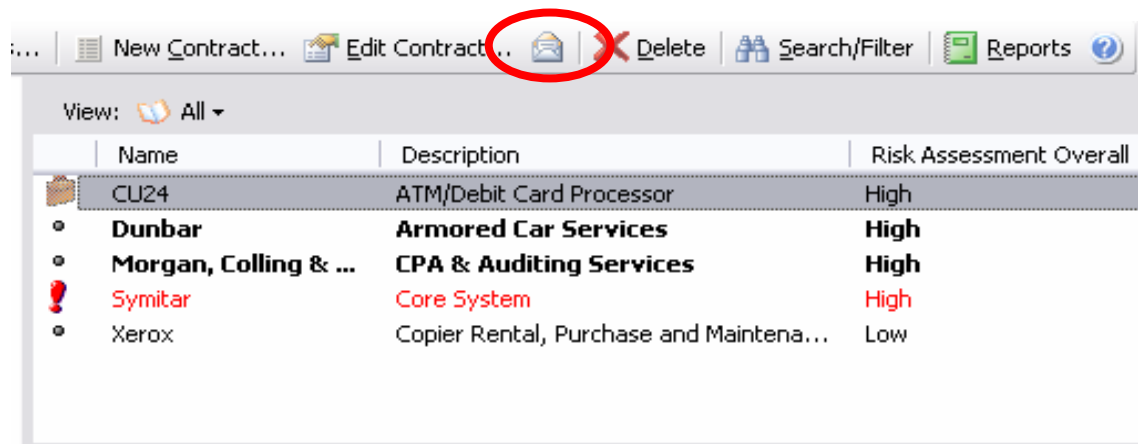 s... New Contract... Edit Contract... Delete Search/Filter Reports ?
View: All
Name Description Risk Assessment Overall
CU24 ATM/Debit Card Processor High
Dunbar Armored Car Services High
Morgan, Colling & ... CPA & Auditing Services High
Symitar Core System High
Xerox Copier Rental, Purchase and Maintena... Low